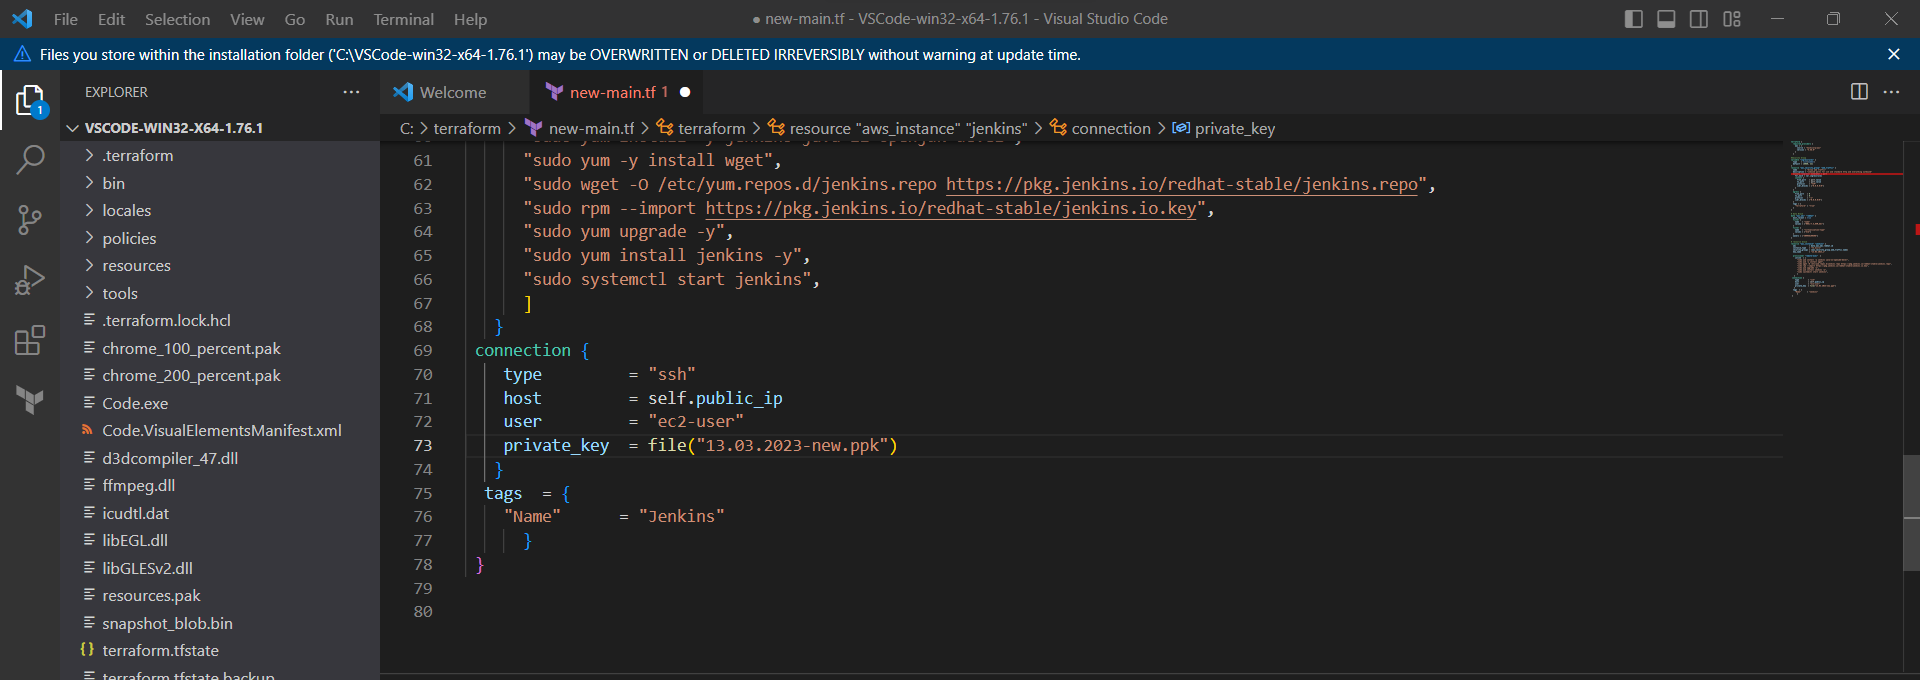 File Edit Selection View Go Run Terminal Help
● new-main.tf - VSCode-win32-x64-1.76.1 - Visual Studio Code
Files you store within the installation folder ('C:\VSCode-win32-x64-1.76.1') may be OVERWRITTEN or DELETED IRREVERSIBLY without warning at update time.
EXPLORER
1
Welcome
new-main.tf 1
VSCODE-WIN32-X64-1.76.1
C: > terraform > new-main.tf > terraform > resource "aws_instance" "jenkins" > connection > private_key
.terraform
bin
locales
policies
resources
tools
.terraform.lock.hcl
chrome_100_percent.pak
chrome_200_percent.pak
Code.exe
Code.VisualElementsManifest.xml
d3dcompiler_47.dll
ffmpeg.dll
icudtl.dat
libEGL.dll
libGLESv2.dll
resources.pak
snapshot_blob.bin
{} terraform.tfstate
terraform.tfstate.backup
61 "sudo yum -y install wget",
62 "sudo wget -O /etc/yum.repos.d/jenkins.repo https://pkg.jenkins.io/redhat-stable/jenkins.repo",
63 "sudo rpm --import https://pkg.jenkins.io/redhat-stable/jenkins.io.key",
64 "sudo yum upgrade -y",
65 "sudo yum install jenkins -y",
66 "sudo systemctl start jenkins",
67 ]
68 }
69 connection {
70 type = "ssh"
71 host = self.public_ip
72 user = "ec2-user"
73 private_key = file("13.03.2023-new.ppk")
74 }
75 tags = {
76 "Name" = "Jenkins"
77 }
78 }
79
80